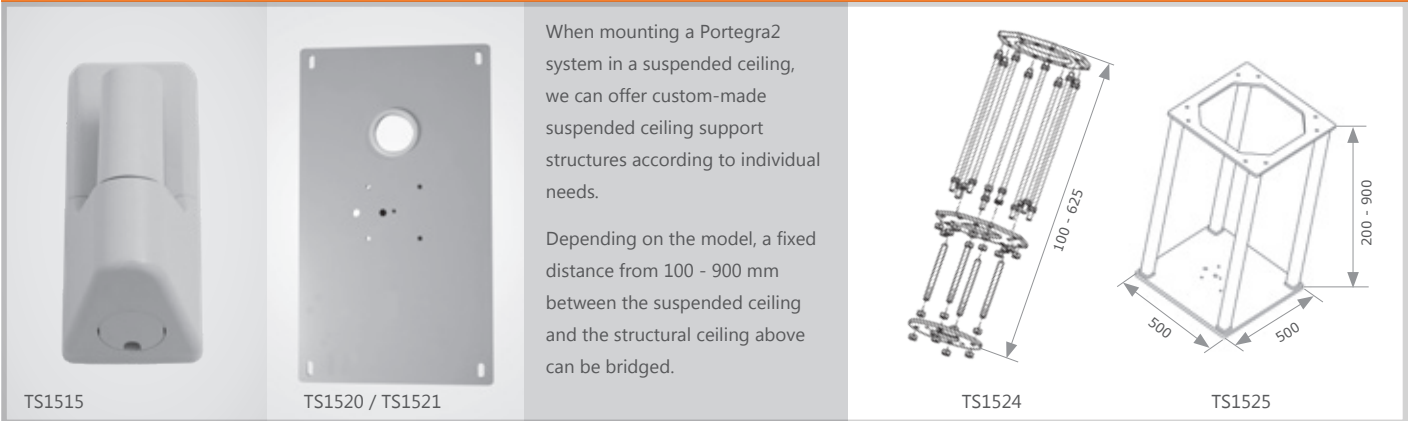 TS1515
TS1520 / TS1521
When mounting a Portegra2
system in a suspended ceiling,
we can offer custom-made
suspended ceiling support
structures according to individual
needs.
Depending on the model, a fixed
distance from 100 - 900 mm
between the suspended ceiling
and the structural ceiling above
can be bridged.
100 - 625
TS1524
200 - 900
500
500
TS1525